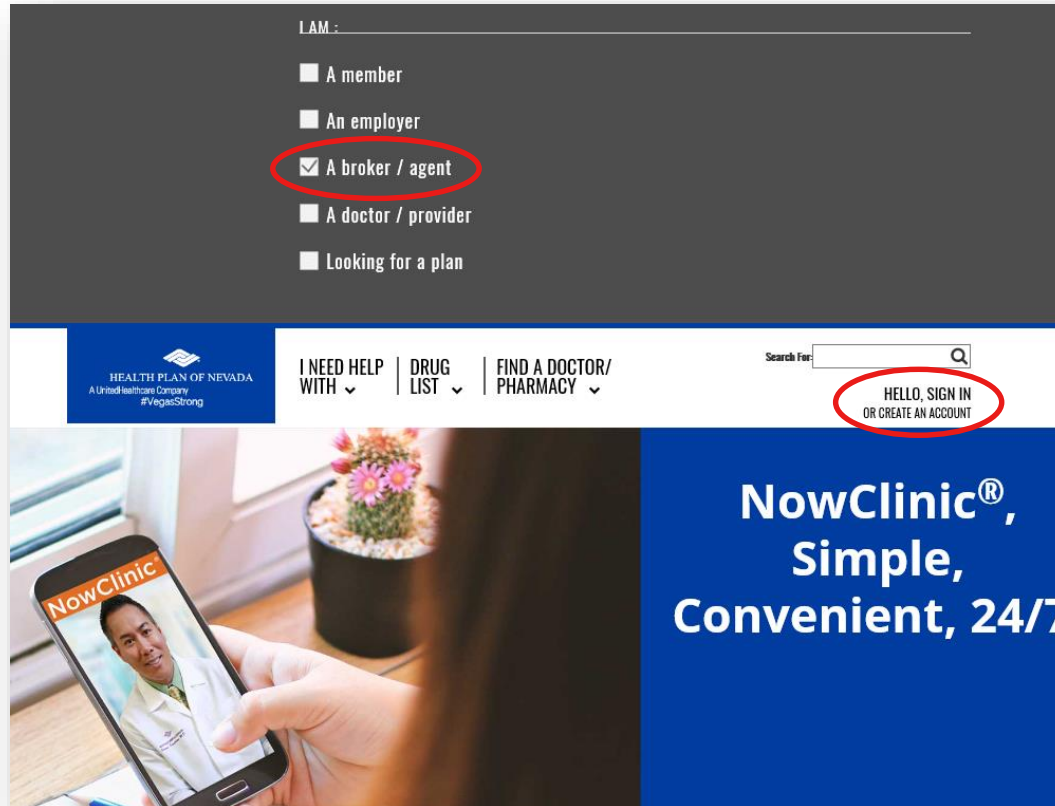 I AM :
A member
An employer
A broker / agent
A doctor / provider
Looking for a plan
HEALTH PLAN OF NEVADA
A UnitedHealthcare Company
#VegasStrong
I NEED HELP
WITH
DRUG
LIST
FIND A DOCTOR/
PHARMACY
Search For:
HELLO, SIGN IN
OR CREATE AN ACCOUNT
NowClinic®
NowClinic®,
Simple,
Convenient, 24/7